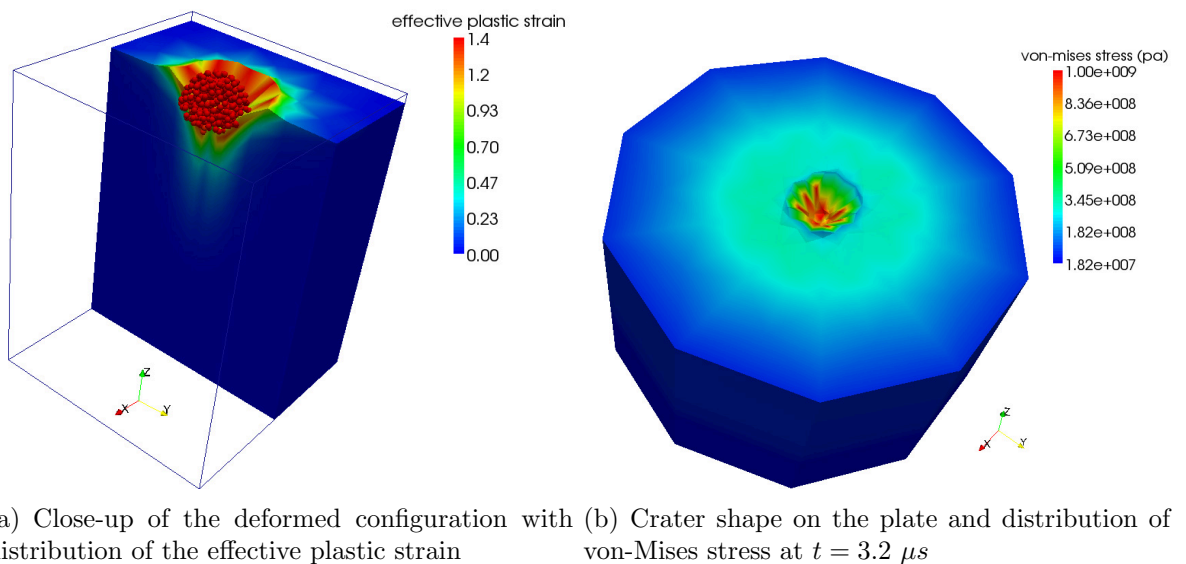 effective plastic strain
1.4
1.2
0.93
0.70
0.47
0.23
0.00
Z
X
Y
von-mises stress (pa)
1.00e+009
8.36e+008
6.73e+008
5.09e+008
3.45e+008
1.82e+008
1.82e+007
Z
X
Y
a) Close-up of the deformed configuration with
distribution of the effective plastic strain
(b) Crater shape on the plate and distribution of
von-Mises stress at t = 3.2 μs